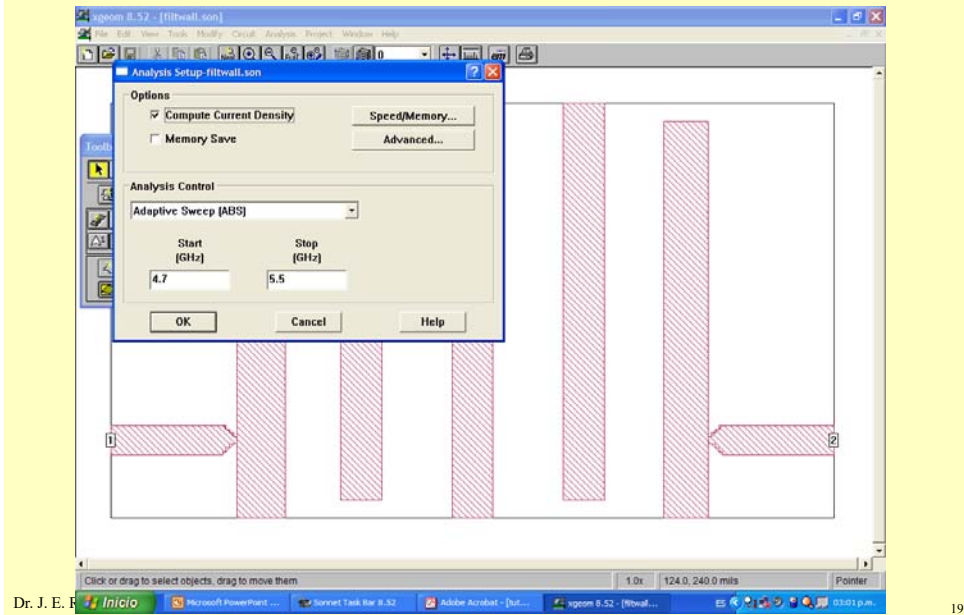 xgeom 8.52 - [filtwall.son]
File Edit View Tools Modify Circuit Analysis Project Window Help
0
em
Analysis Setup-filtwall.son
Options
Compute Current Density
Speed/Memory...
Memory Save
Advanced...
Toolb
Analysis Control
Adaptive Sweep (ABS)
Start
(GHz)
Stop
(GHz)
4.7
5.5
OK
Cancel
Help
1
2
Click or drag to select objects, drag to move them
1.0x
124.0, 240.0 mils
Pointer
Dr. J. E. R
Inicio
Microsoft PowerPoint ...
Sonnet Task Bar 8.52
Adobe Acrobat - [tut...
xgeom 8.52 - [filtwal...
ES
03:01 p.m.
19